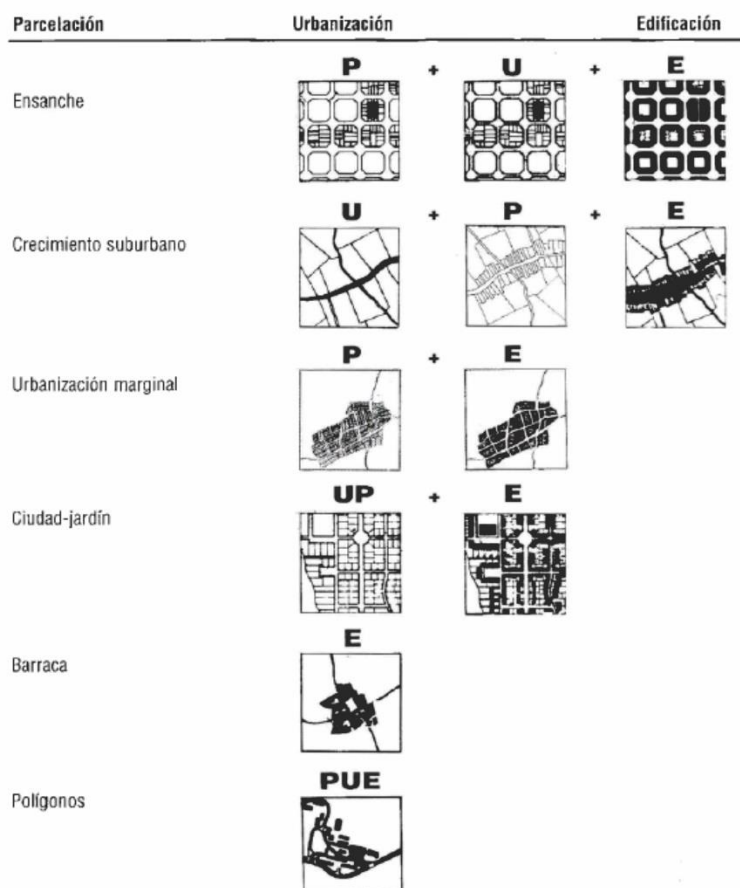 Parcelación Urbanización Edificación
P + U + E
Ensanche
U + P + E
Crecimiento suburbano
P + E
Urbanización marginal
UP + E
Ciudad-jardín
E
Barraca
PUE
Polígonos